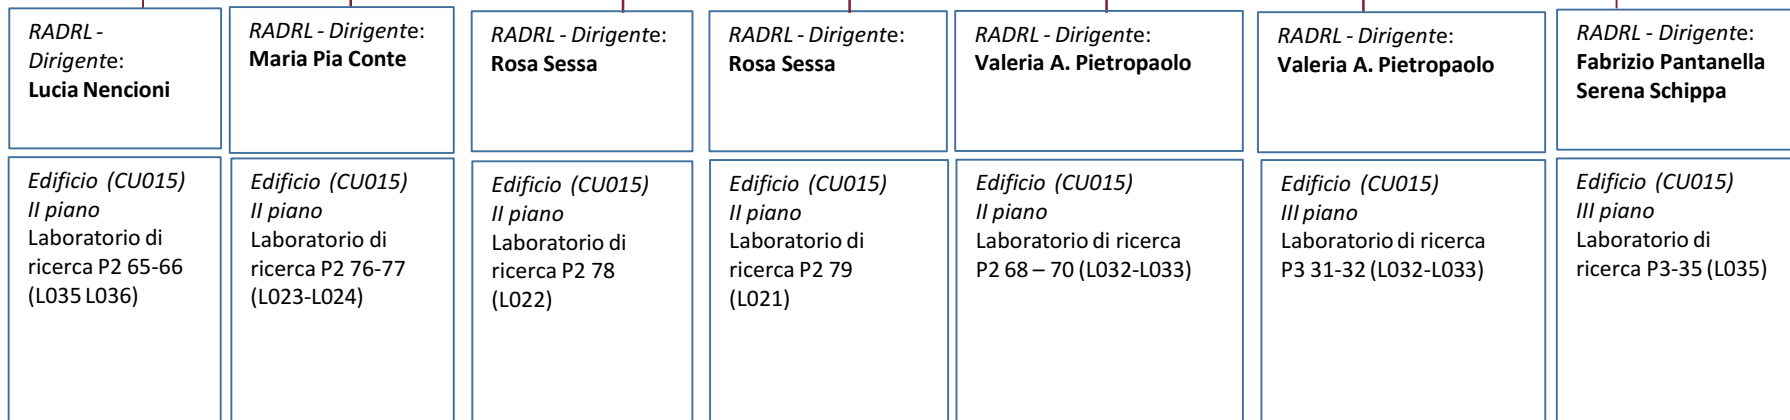 RADRL -
Dirigente:
Lucia Nencioni
RADRL - Dirigente:
Maria Pia Conte
RADRL - Dirigente:
Rosa Sessa
RADRL - Dirigente:
Rosa Sessa
RADRL - Dirigente:
Valeria A. Pietropaolo
RADRL - Dirigente:
Valeria A. Pietropaolo
RADRL - Dirigente:
Fabrizio Pantanella
Serena Schippa
Edificio (CU015)
II piano
Laboratorio di
ricerca P2 65-66
(L035 L036)
Edificio (CU015)
II piano
Laboratorio di
ricerca P2 76-77
(L023-L024)
Edificio (CU015)
II piano
Laboratorio di
ricerca P2 78
(L022)
Edificio (CU015)
II piano
Laboratorio di
ricerca P2 79
(L021)
Edificio (CU015)
II piano
Laboratorio di ricerca
P2 68 – 70 (L032-L033)
Edificio (CU015)
III piano
Laboratorio di ricerca
P3 31-32 (L032-L033)
Edificio (CU015)
III piano
Laboratorio di
ricerca P3-35 (L035)